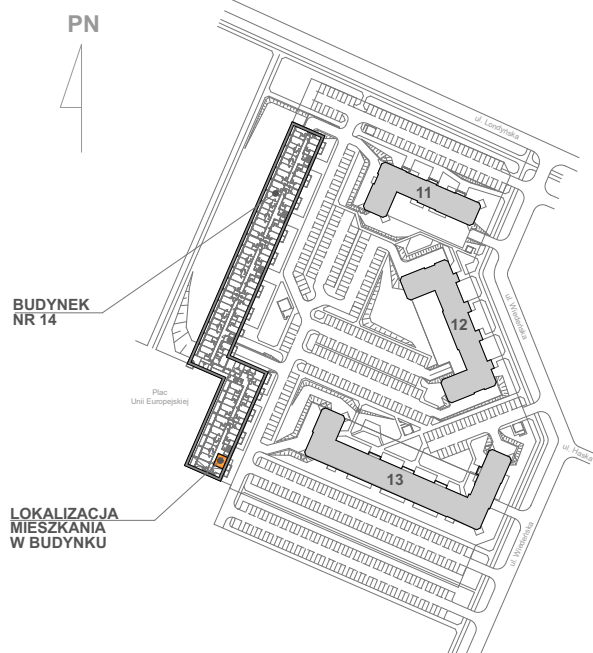 PN
ul. Londyńska
11
ul. Wiedeńska
12
BUDYNEK
NR 14
Plac
Unii Europejskiej
ul. Haska
13
LOKALIZACJA
MIESZKANIA
W BUDYNKU
ul. Wiedeńska